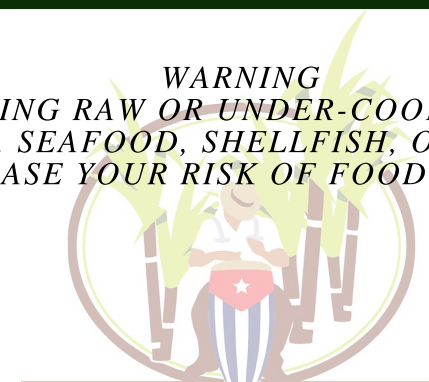 WARNING
ING RAW OR UNDER-COO
SEAFOOD, SHELLFISH, O
ASE YOUR RISK OF FOOD